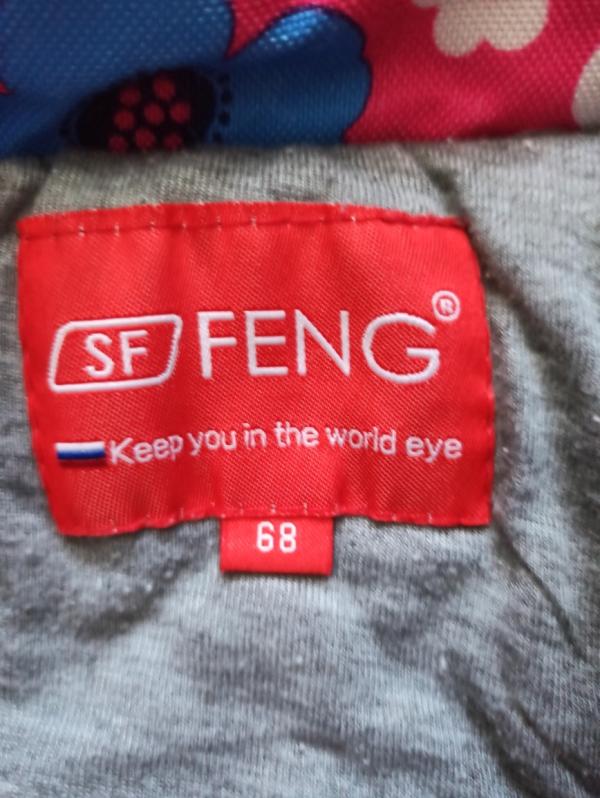 SF FENG®
Keep you in the world eye
68